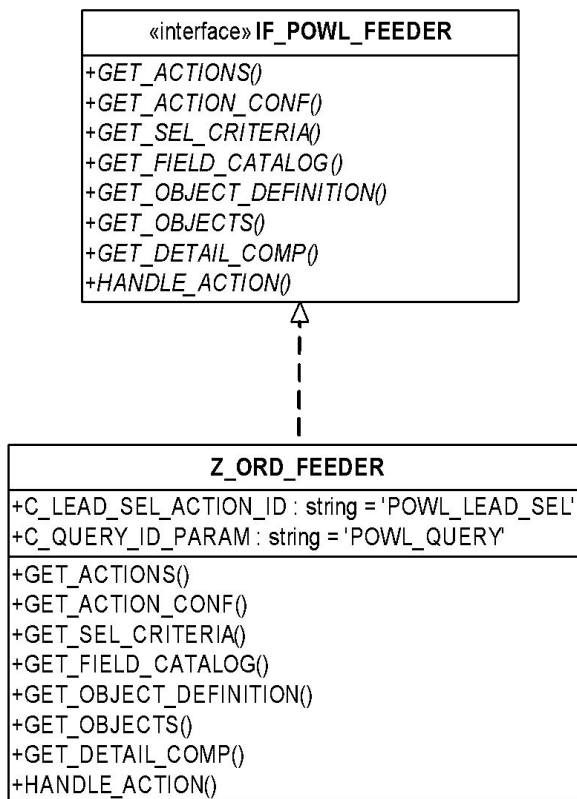 «interface» IF_POWL_FEEDER
+GET_ACTIONS()
+GET_ACTION_CONF()
+GET_SEL_CRITERIA()
+GET_FIELD_CATALOG()
+GET_OBJECT_DEFINITION()
+GET_OBJECTS()
+GET_DETAIL_COMP()
+HANDLE_ACTION()
Z_ORD_FEEDER
+C_LEAD_SEL_ACTION_ID : string = 'POWL_LEAD_SEL'
+C_QUERY_ID_PARAM : string = 'POWL_QUERY'
+GET_ACTIONS()
+GET_ACTION_CONF()
+GET_SEL_CRITERIA()
+GET_FIELD_CATALOG()
+GET_OBJECT_DEFINITION()
+GET_OBJECTS()
+GET_DETAIL_COMP()
+HANDLE_ACTION()